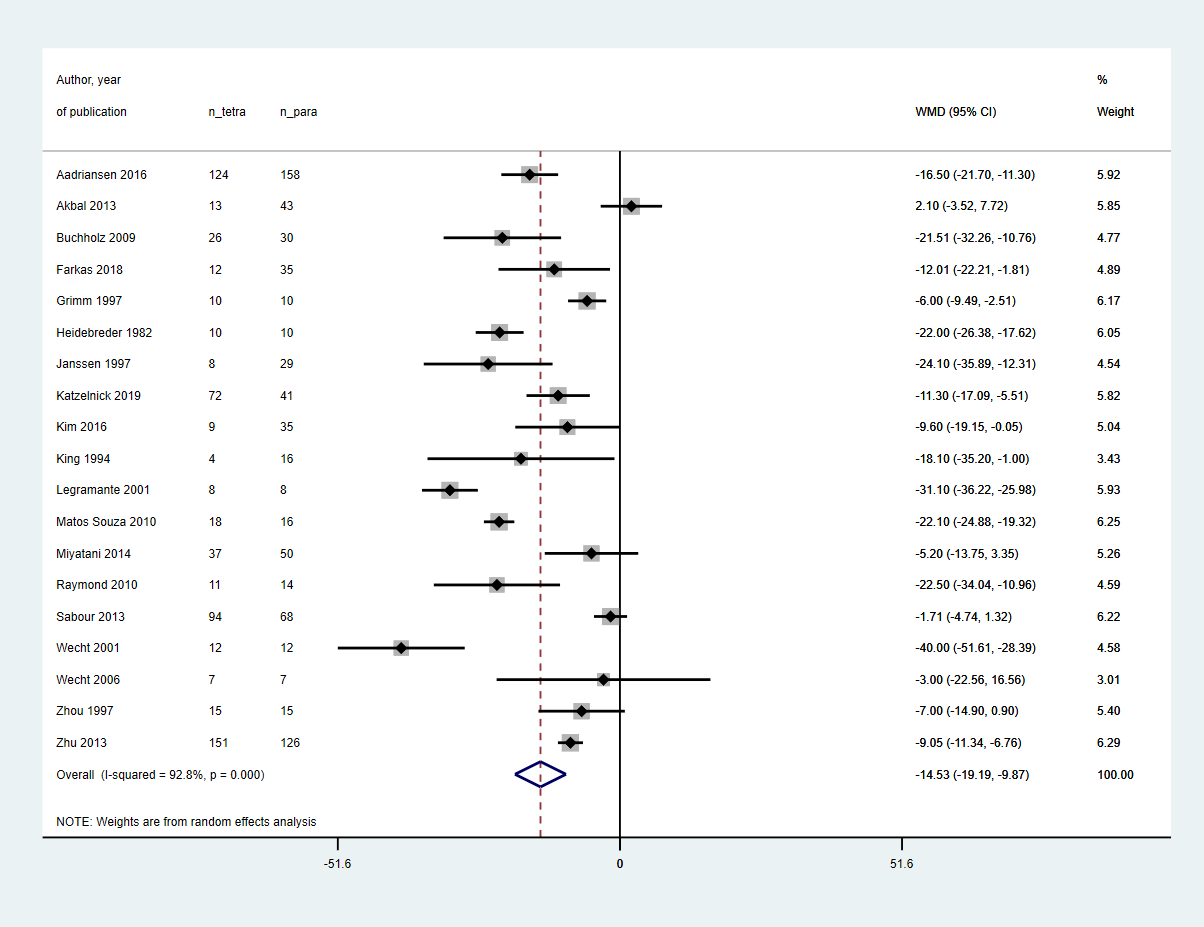 Author, year %
of publication n_tetra n_para WMD (95% CI) Weight
Aadriansen 2016 124 158 -16.50 (-21.70, -11.30) 5.92
Akbal 2013 13 43 2.10 (-3.52, 7.72) 5.85
Buchholz 2009 26 30 -21.51 (-32.26, -10.76) 4.77
Farkas 2018 12 35 -12.01 (-22.21, -1.81) 4.89
Grimm 1997 10 10 -6.00 (-9.49, -2.51) 6.17
Heidebreder 1982 10 10 -22.00 (-26.38, -17.62) 6.05
Janssen 1997 8 29 -24.10 (-35.89, -12.31) 4.54
Katzelnick 2019 72 41 -11.30 (-17.09, -5.51) 5.82
Kim 2016 9 35 -9.60 (-19.15, -0.05) 5.04
King 1994 4 16 -18.10 (-35.20, -1.00) 3.43
Legramante 2001 8 8 -31.10 (-36.22, -25.98) 5.93
Matos Souza 2010 18 16 -22.10 (-24.88, -19.32) 6.25
Miyatani 2014 37 50 -5.20 (-13.75, 3.35) 5.26
Raymond 2010 11 14 -22.50 (-34.04, -10.96) 4.59
Sabour 2013 94 68 -1.71 (-4.74, 1.32) 6.22
Wecht 2001 12 12 -40.00 (-51.61, -28.39) 4.58
Wecht 2006 7 7 -3.00 (-22.56, 16.56) 3.01
Zhou 1997 15 15 -7.00 (-14.90, 0.90) 5.40
Zhu 2013 151 126 -9.05 (-11.34, -6.76) 6.29
Overall (I-squared = 92.8%, p = 0.000) -14.53 (-19.19, -9.87) 100.00
NOTE: Weights are from random effects analysis
-51.6 0 51.6